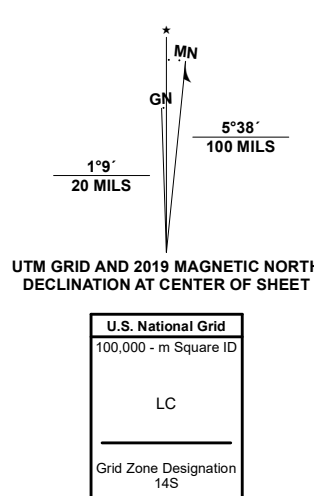 ★
MN
GN
5°38´
100 MILS
1°9´
20 MILS
UTM GRID AND 2019 MAGNETIC NORTH
DECLINATION AT CENTER OF SHEET
U.S. National Grid
100,000 - m Square ID
LC
Grid Zone Designation
14S